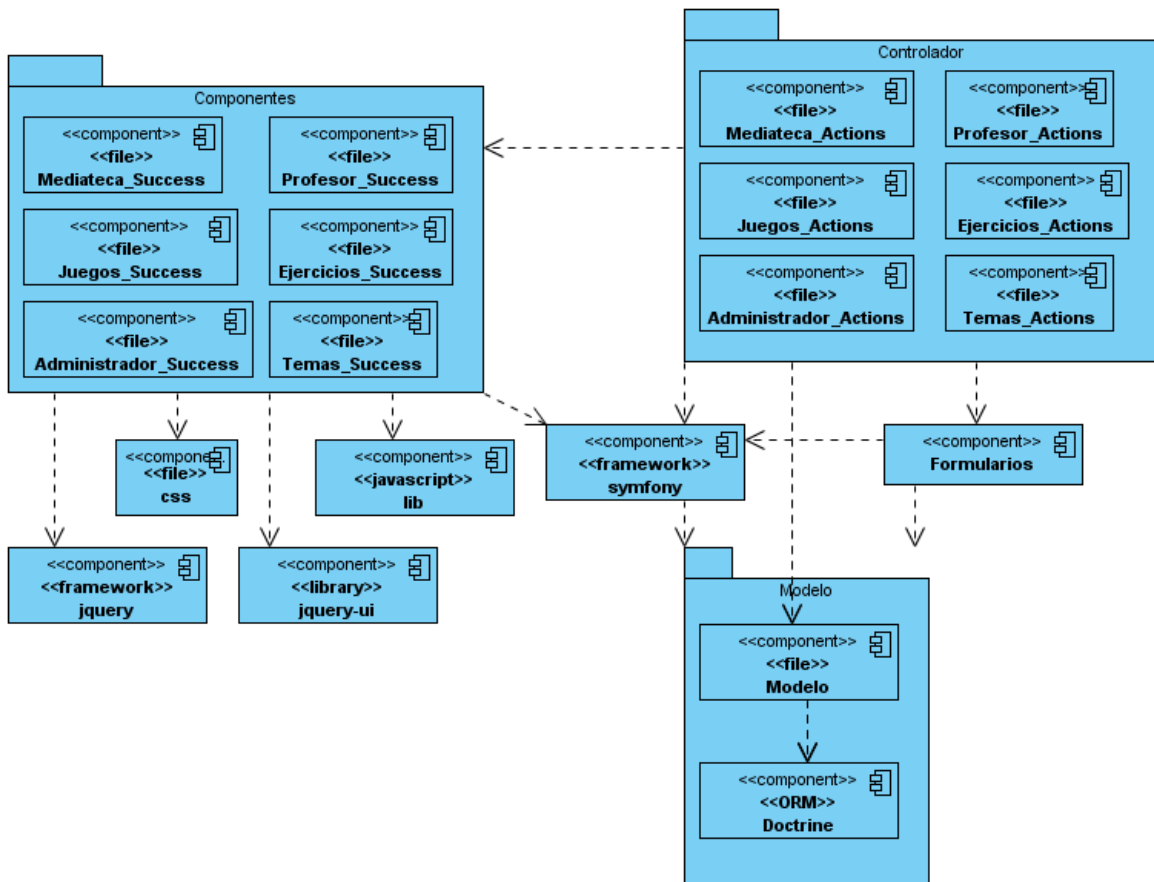 Componentes
<<component>>
<<file>>
Mediateca_Success
<<component>>
<<file>>
Profesor_Success
<<component>>
<<file>>
Juegos_Success
<<component>>
<<file>>
Ejercicios_Success
<<component>>
<<file>>
Administrador_Success
<<component>>
<<file>>
Temas_Success
Controlador
<<component>>
<<file>>
Mediateca_Actions
<<component>>
<<file>>
Profesor_Actions
<<component>>
<<file>>
Juegos_Actions
<<component>>
<<file>>
Ejercicios_Actions
<<component>>
<<file>>
Administrador_Actions
<<component>>
<<file>>
Temas_Actions
<<component>>
<<file>>
css
<<component>>
<<javascript>>
lib
<<component>>
<<framework>>
symfony
<<component>>
Formularios
<<component>>
<<framework>>
jquery
<<component>>
<<library>>
jquery-ui
Modelo
<<component>>
<<file>>
Modelo
<<component>>
<<ORM>>
Doctrine